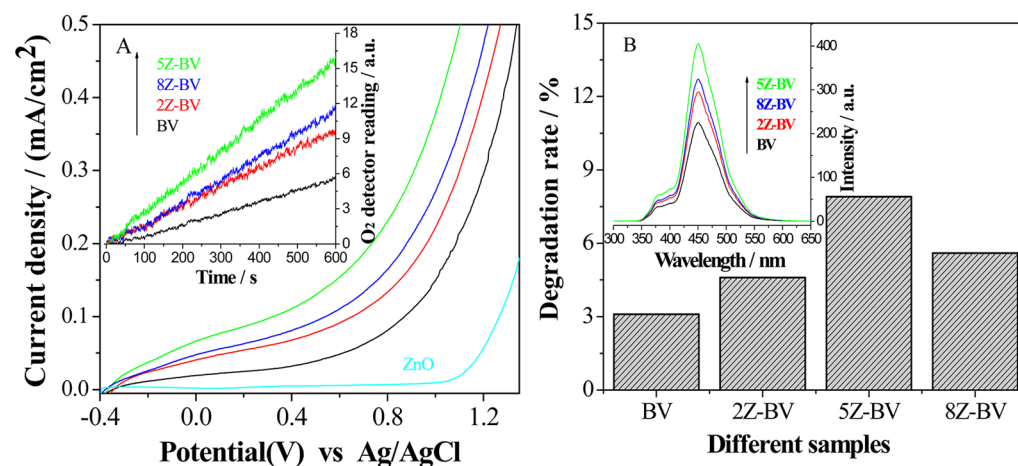 A
5Z-BV
8Z-BV
2Z-BV
BV
18
15
12
9
6
3
0
O2 detector reading / a.u.
0 100 200 300 400 500 600
Time / s
0.5
0.4
0.3
0.2
0.1
0.0
Current density / (mA/cm2)
ZnO
-0.4 0.0 0.4 0.8 1.2
Potential(V) vs Ag/AgCl
B
5Z-BV
8Z-BV
2Z-BV
BV
400
300
200
100
0
Intensity / a.u.
300 350 400 450 500 550 600 650
Wavelength / nm
15
12
9
6
3
0
Degradation rate / %
BV 2Z-BV 5Z-BV 8Z-BV
Different samples